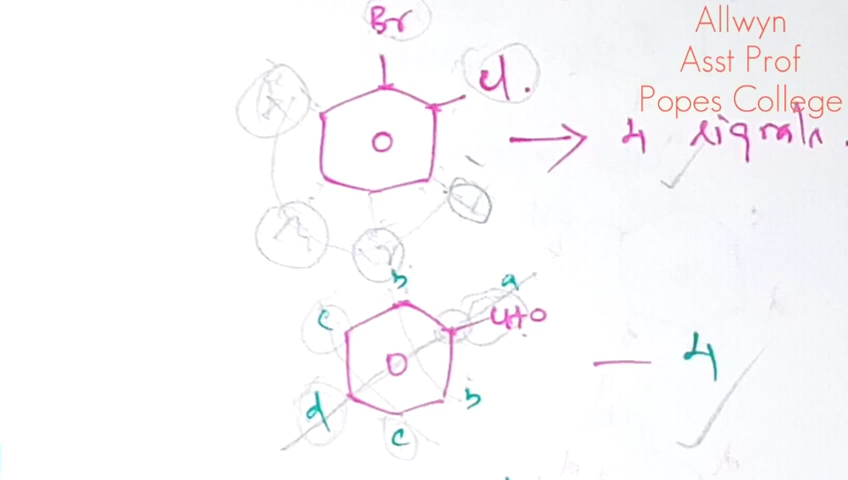 Allwyn
Asst Prof
Popes College
Br
Cl.
4 signals.
b
a
c
CHO
4
d
b
c